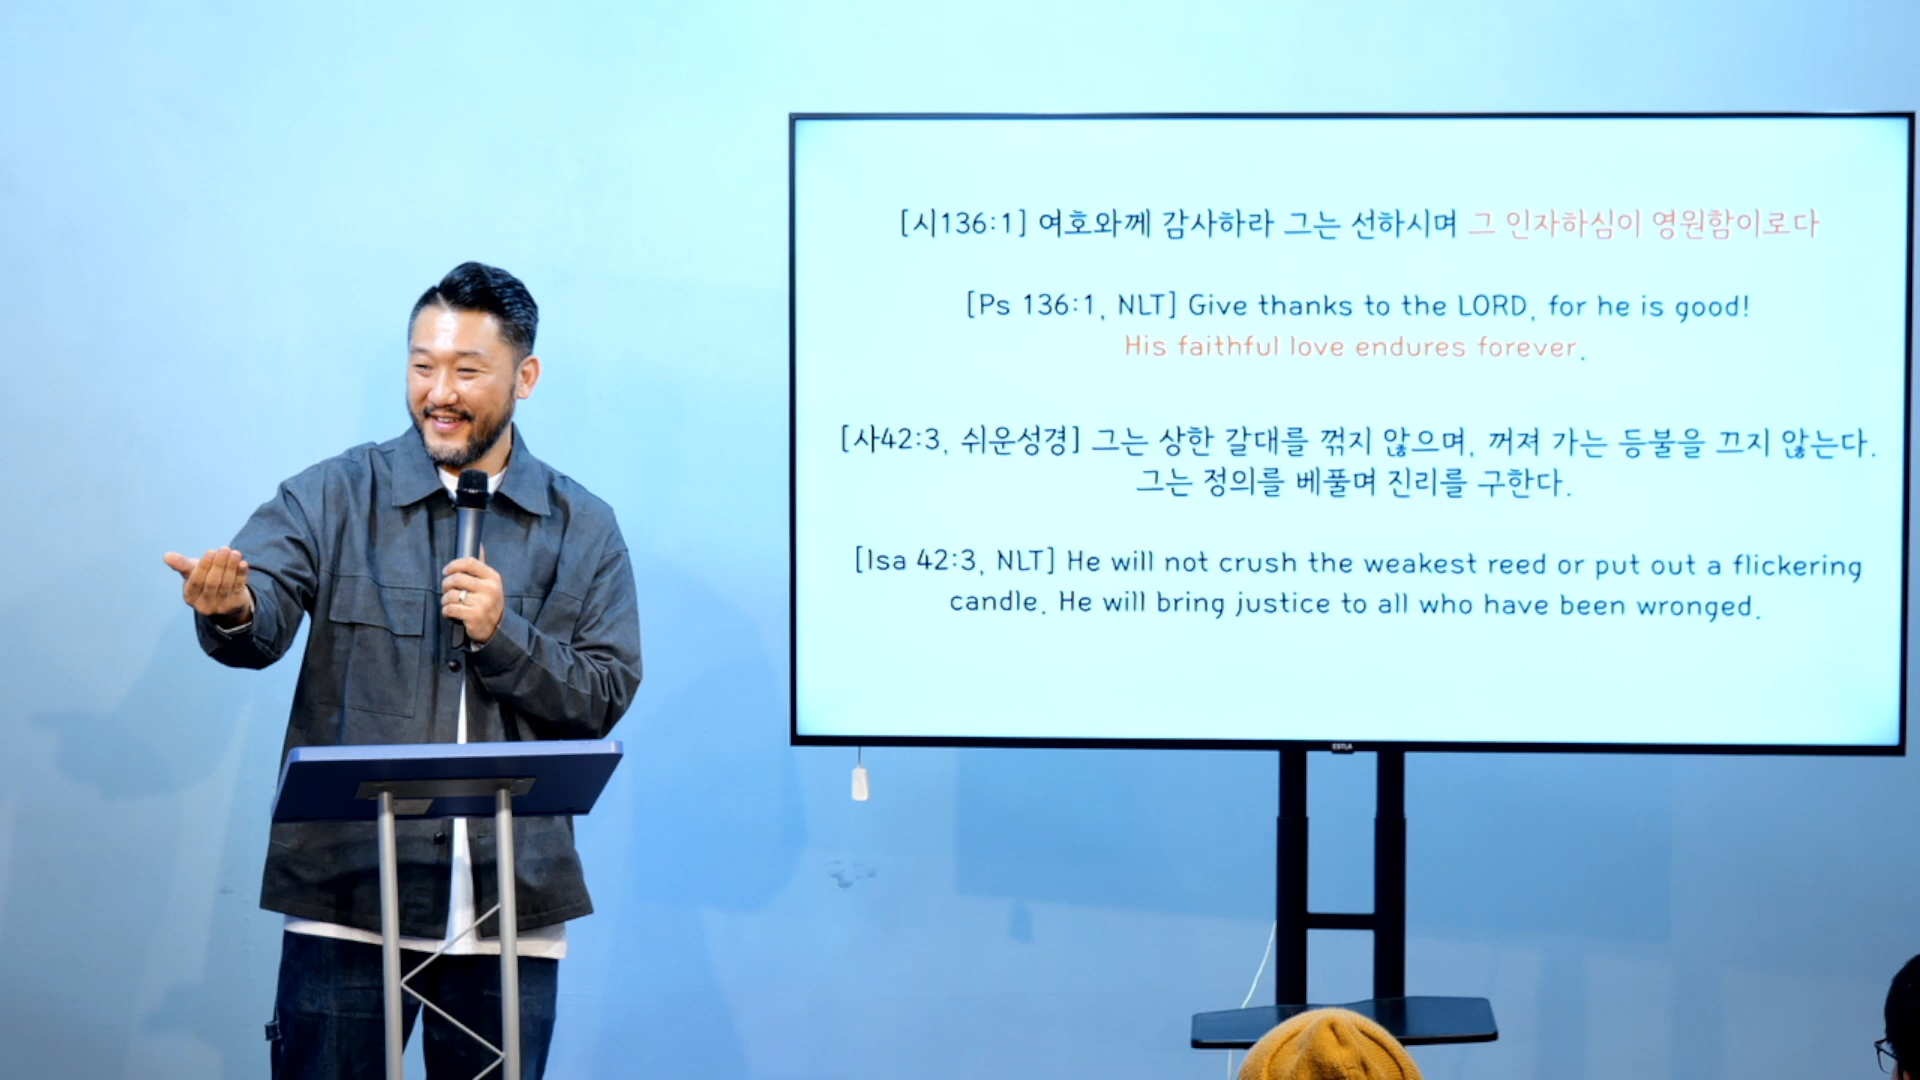 [시136:1] 여호와께 감사하라 그는 선하시며 그 인자하심이 영원함이로다
[Ps 136:1, NLT] Give thanks to the LORD, for he is good!
His faithful love endures forever.
[사42:3, 쉬운성경] 그는 상한 갈대를 꺾지 않으며, 꺼져 가는 등불을 끄지 않는다.
그는 정의를 베풀며 진리를 구한다.
[Isa 42:3, NLT] He will not crush the weakest reed or put out a flickering
candle. He will bring justice to all who have been wronged.
ESTLA